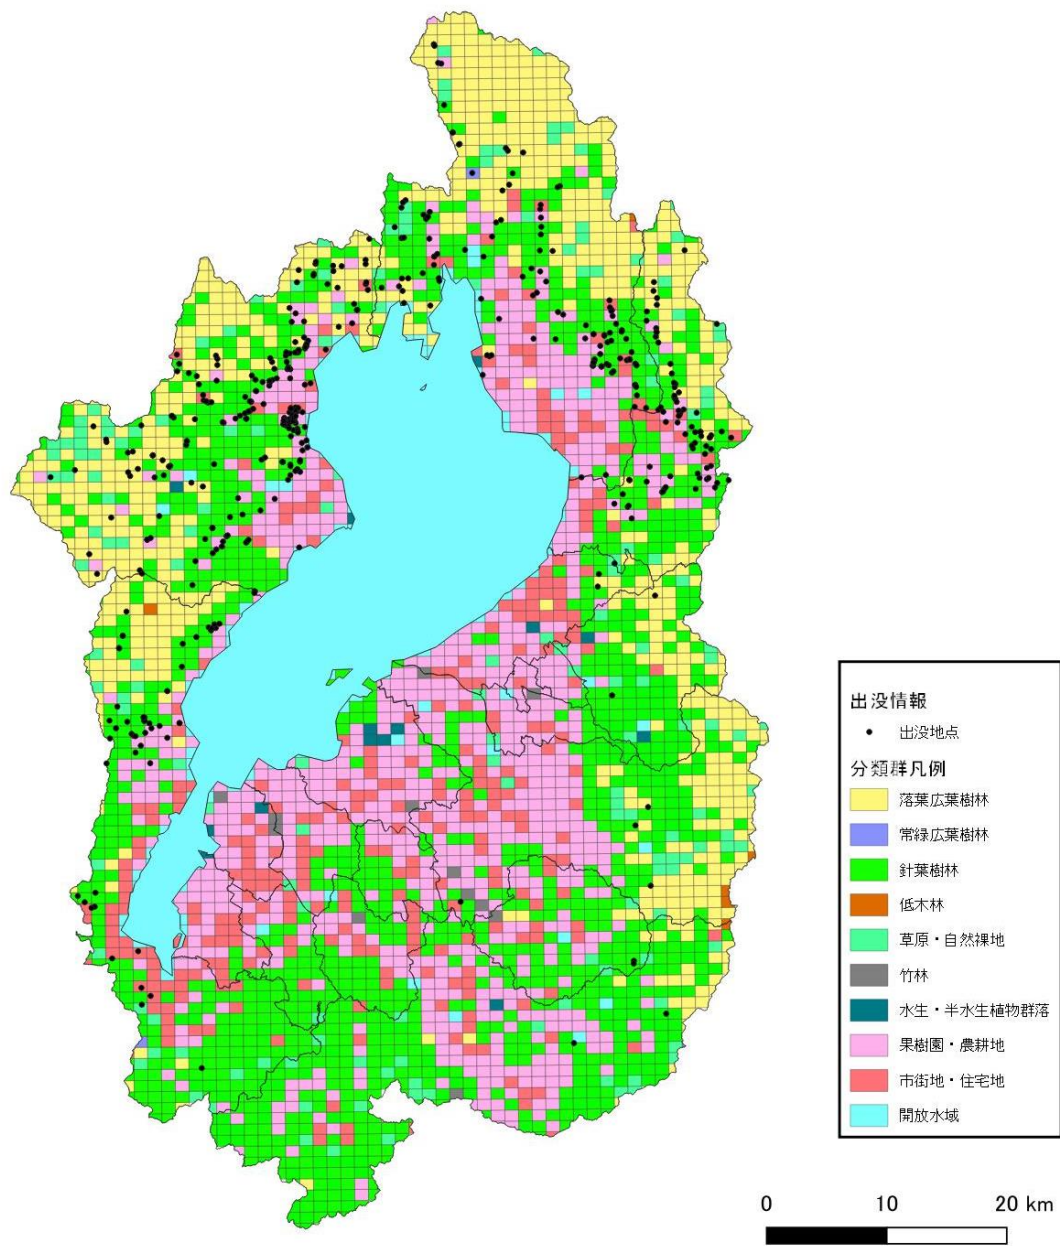 出没情報
出没地点
分類群凡例
落葉広葉樹林
常緑広葉樹林
針葉樹林
低木林
草原・自然裸地
竹林
水生・半水生植物群落
果樹園・農耕地
市街地・住宅地
開放水域
0 10 20 km